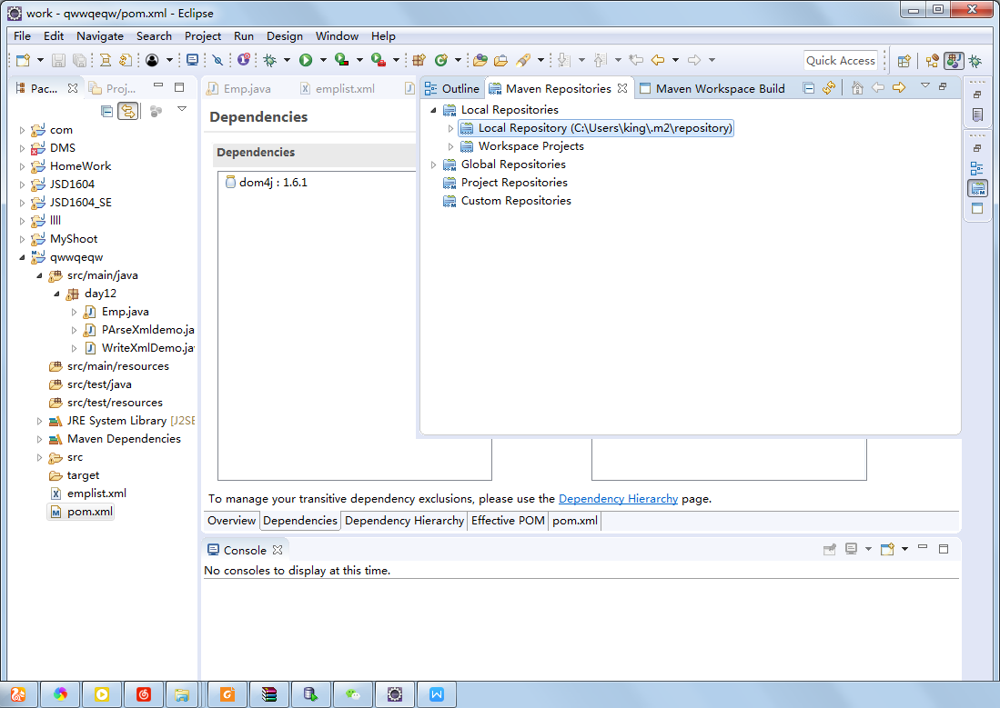 work - qwwqeqw/pom.xml - Eclipse
File Edit Navigate Search Project Run Design Window Help
Quick Access
Pac...
Proj...
com
DMS
HomeWork
JSD1604
JSD1604_SE
llll
MyShoot
qwwqeqw
src/main/java
day12
Emp.java
PArseXmldemo.ja
WriteXmlDemo.jav
src/main/resources
src/test/java
src/test/resources
JRE System Library [J2SE
Maven Dependencies
src
target
emplist.xml
pom.xml
Emp.java
emplist.xml
Dependencies
Dependencies
dom4j : 1.6.1
Outline
Maven Repositories
Maven Workspace Build
Local Repositories
Local Repository (C:\Users\king\.m2\repository)
Workspace Projects
Global Repositories
Project Repositories
Custom Repositories
To manage your transitive dependency exclusions, please use the Dependency Hierarchy page.
Overview Dependencies Dependency Hierarchy Effective POM pom.xml
Console
No consoles to display at this time.